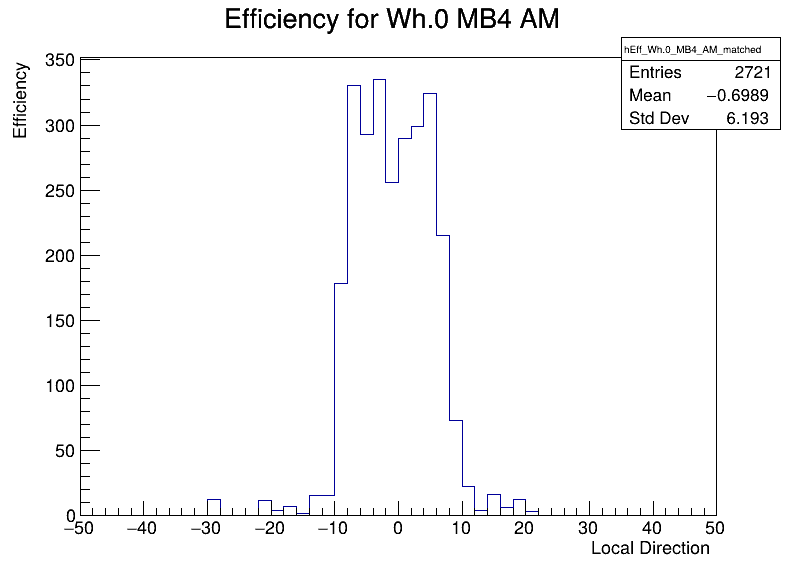 Efficiency for Wh.0 MB4 AM
hEff_Wh.0_MB4_AM_matched
Entries 2721
Mean −0.6989
Std Dev 6.193
Efficiency
350
300
250
200
150
100
50
0
−50 −40 −30 −20 −10 0 10 20 30 40 50
Local Direction